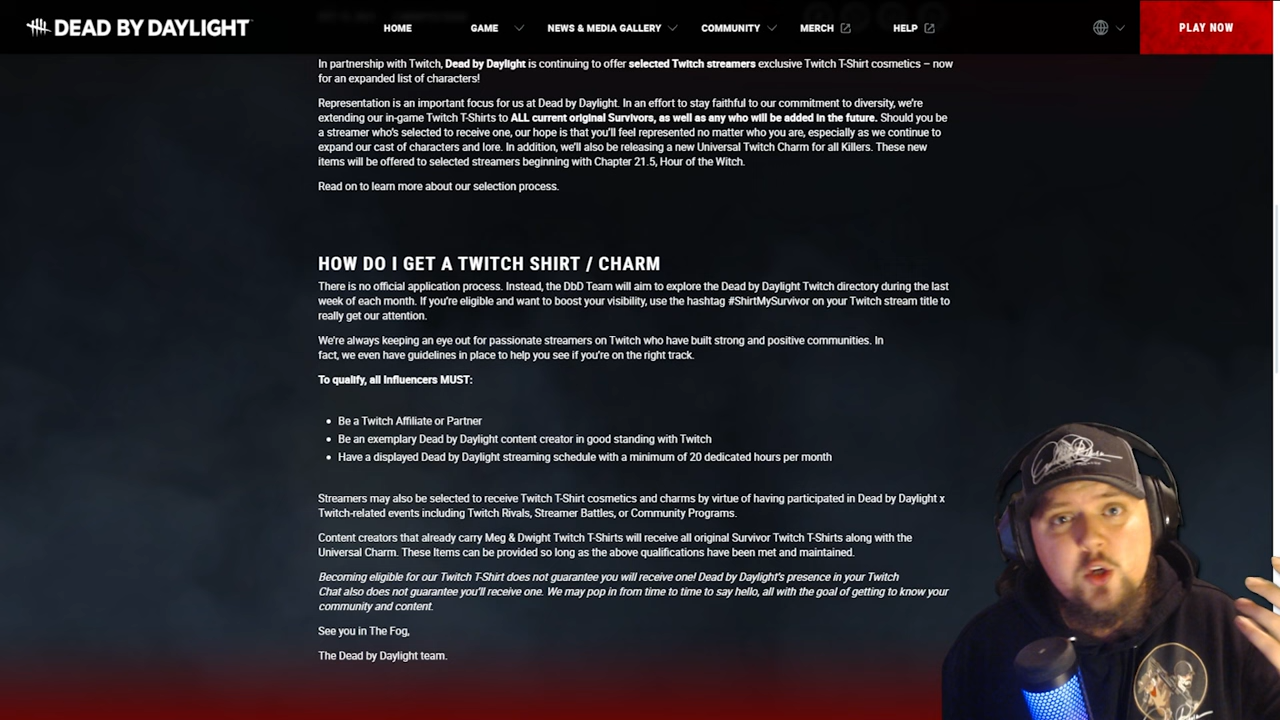 DEAD BY DAYLIGHT
HOME
GAME
NEWS & MEDIA GALLERY
COMMUNITY
MERCH
HELP
PLAY NOW
In partnership with Twitch, Dead by Daylight is continuing to offer selected Twitch streamers exclusive Twitch T-Shirt cosmetics – now
for an expanded list of characters!
Representation is an important focus for us at Dead by Daylight. In an effort to stay faithful to our commitment to diversity, we're
extending our in-game Twitch T-Shirts to ALL current original Survivors, as well as any who will be added in the future. Should you be
a streamer who's selected to receive one, our hope is that you'll feel represented no matter who you are, especially as we continue to
expand our cast of characters and lore. In addition, we'll also be releasing a new Universal Twitch Charm for all Killers. These new
items will be offered to selected streamers beginning with Chapter 21.5, Hour of the Witch.
Read on to learn more about our selection process.
HOW DO I GET A TWITCH SHIRT / CHARM
There is no official application process. Instead, the DbD Team will aim to explore the Dead by Daylight Twitch directory during the last
week of each month. If you're eligible and want to boost your visibility, use the hashtag #ShirtMySurvivor on your Twitch stream title to
really get our attention.
We're always keeping an eye out for passionate streamers on Twitch who have built strong and positive communities. In
fact, we even have guidelines in place to help you see if you're on the right track.
To qualify, all Influencers MUST:
• Be a Twitch Affiliate or Partner
• Be an exemplary Dead by Daylight content creator in good standing with Twitch
• Have a displayed Dead by Daylight streaming schedule with a minimum of 20 dedicated hours per month
Streamers may also be selected to receive Twitch T-Shirt cosmetics and charms by virtue of having participated in Dead by Daylight x
Twitch-related events including Twitch Rivals, Streamer Battles, or Community Programs.
Content creators that already carry Meg & Dwight Twitch T-Shirts will receive all original Survivor Twitch T-Shirts along with the
Universal Charm. These Items can be provided so long as the above qualifications have been met and maintained.
Becoming eligible for our Twitch T-Shirt does not guarantee you will receive one! Dead by Daylight's presence in your Twitch
Chat also does not guarantee you'll receive one. We may pop in from time to time to say hello, all with the goal of getting to know your
community and content.
See you in The Fog,
The Dead by Daylight team.